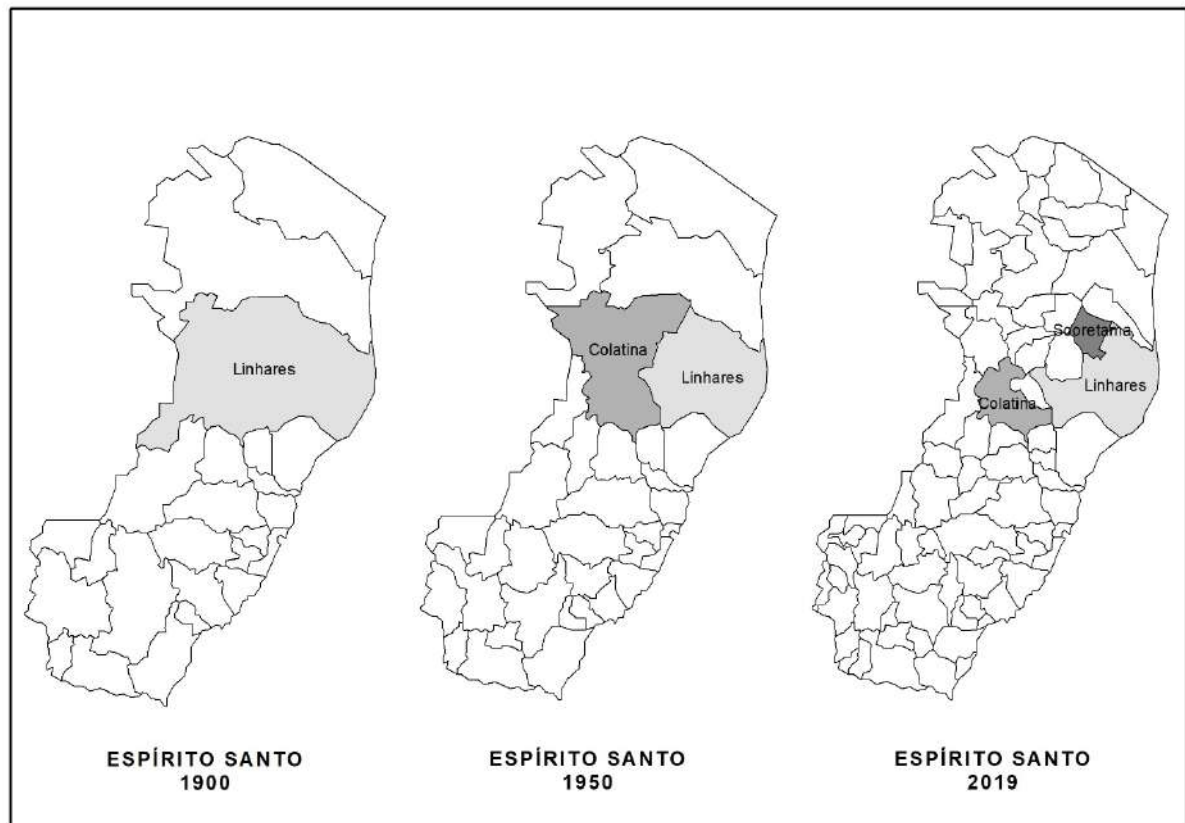 Linhares
ESPÍRITO SANTO
1900
Colatina
Linhares
ESPÍRITO SANTO
1950
Sooretama
Linhares
Colatina
ESPÍRITO SANTO
2019